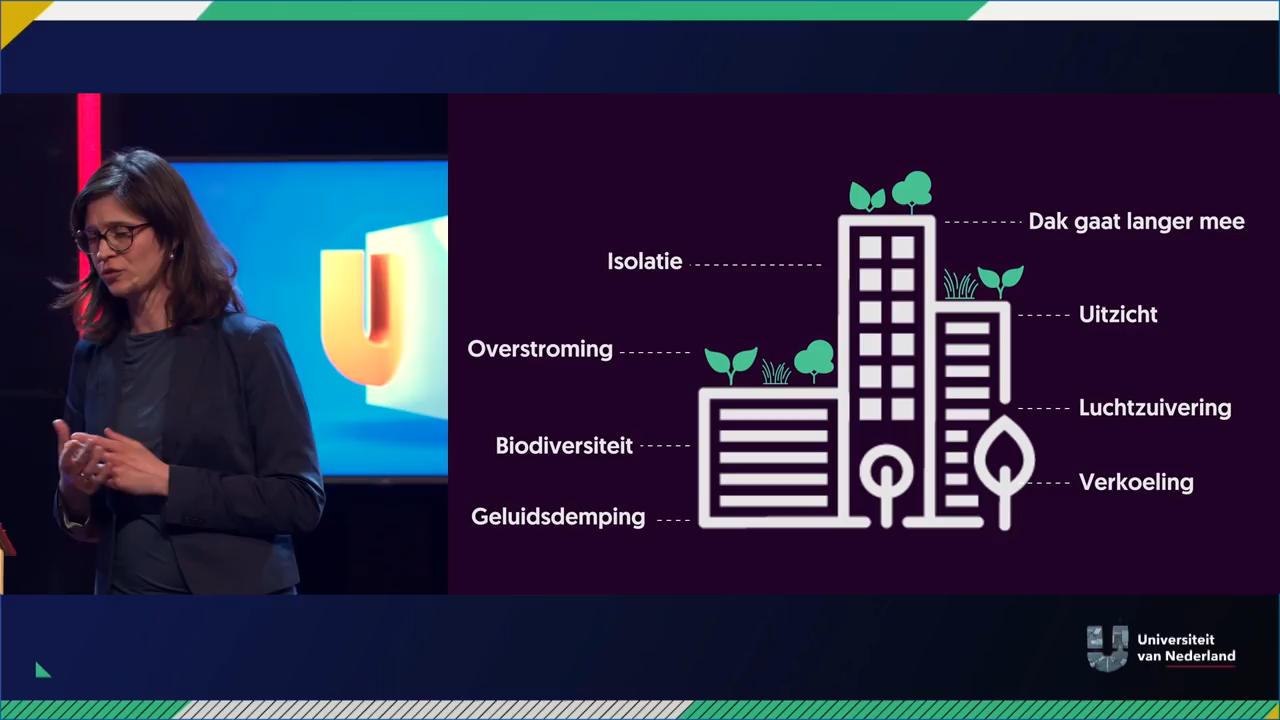 Dak gaat langer mee
Isolatie
Uitzicht
Overstroming
Luchtzuivering
Biodiversiteit
Verkoeling
Geluidsdemping
U
Universiteit
van Nederland